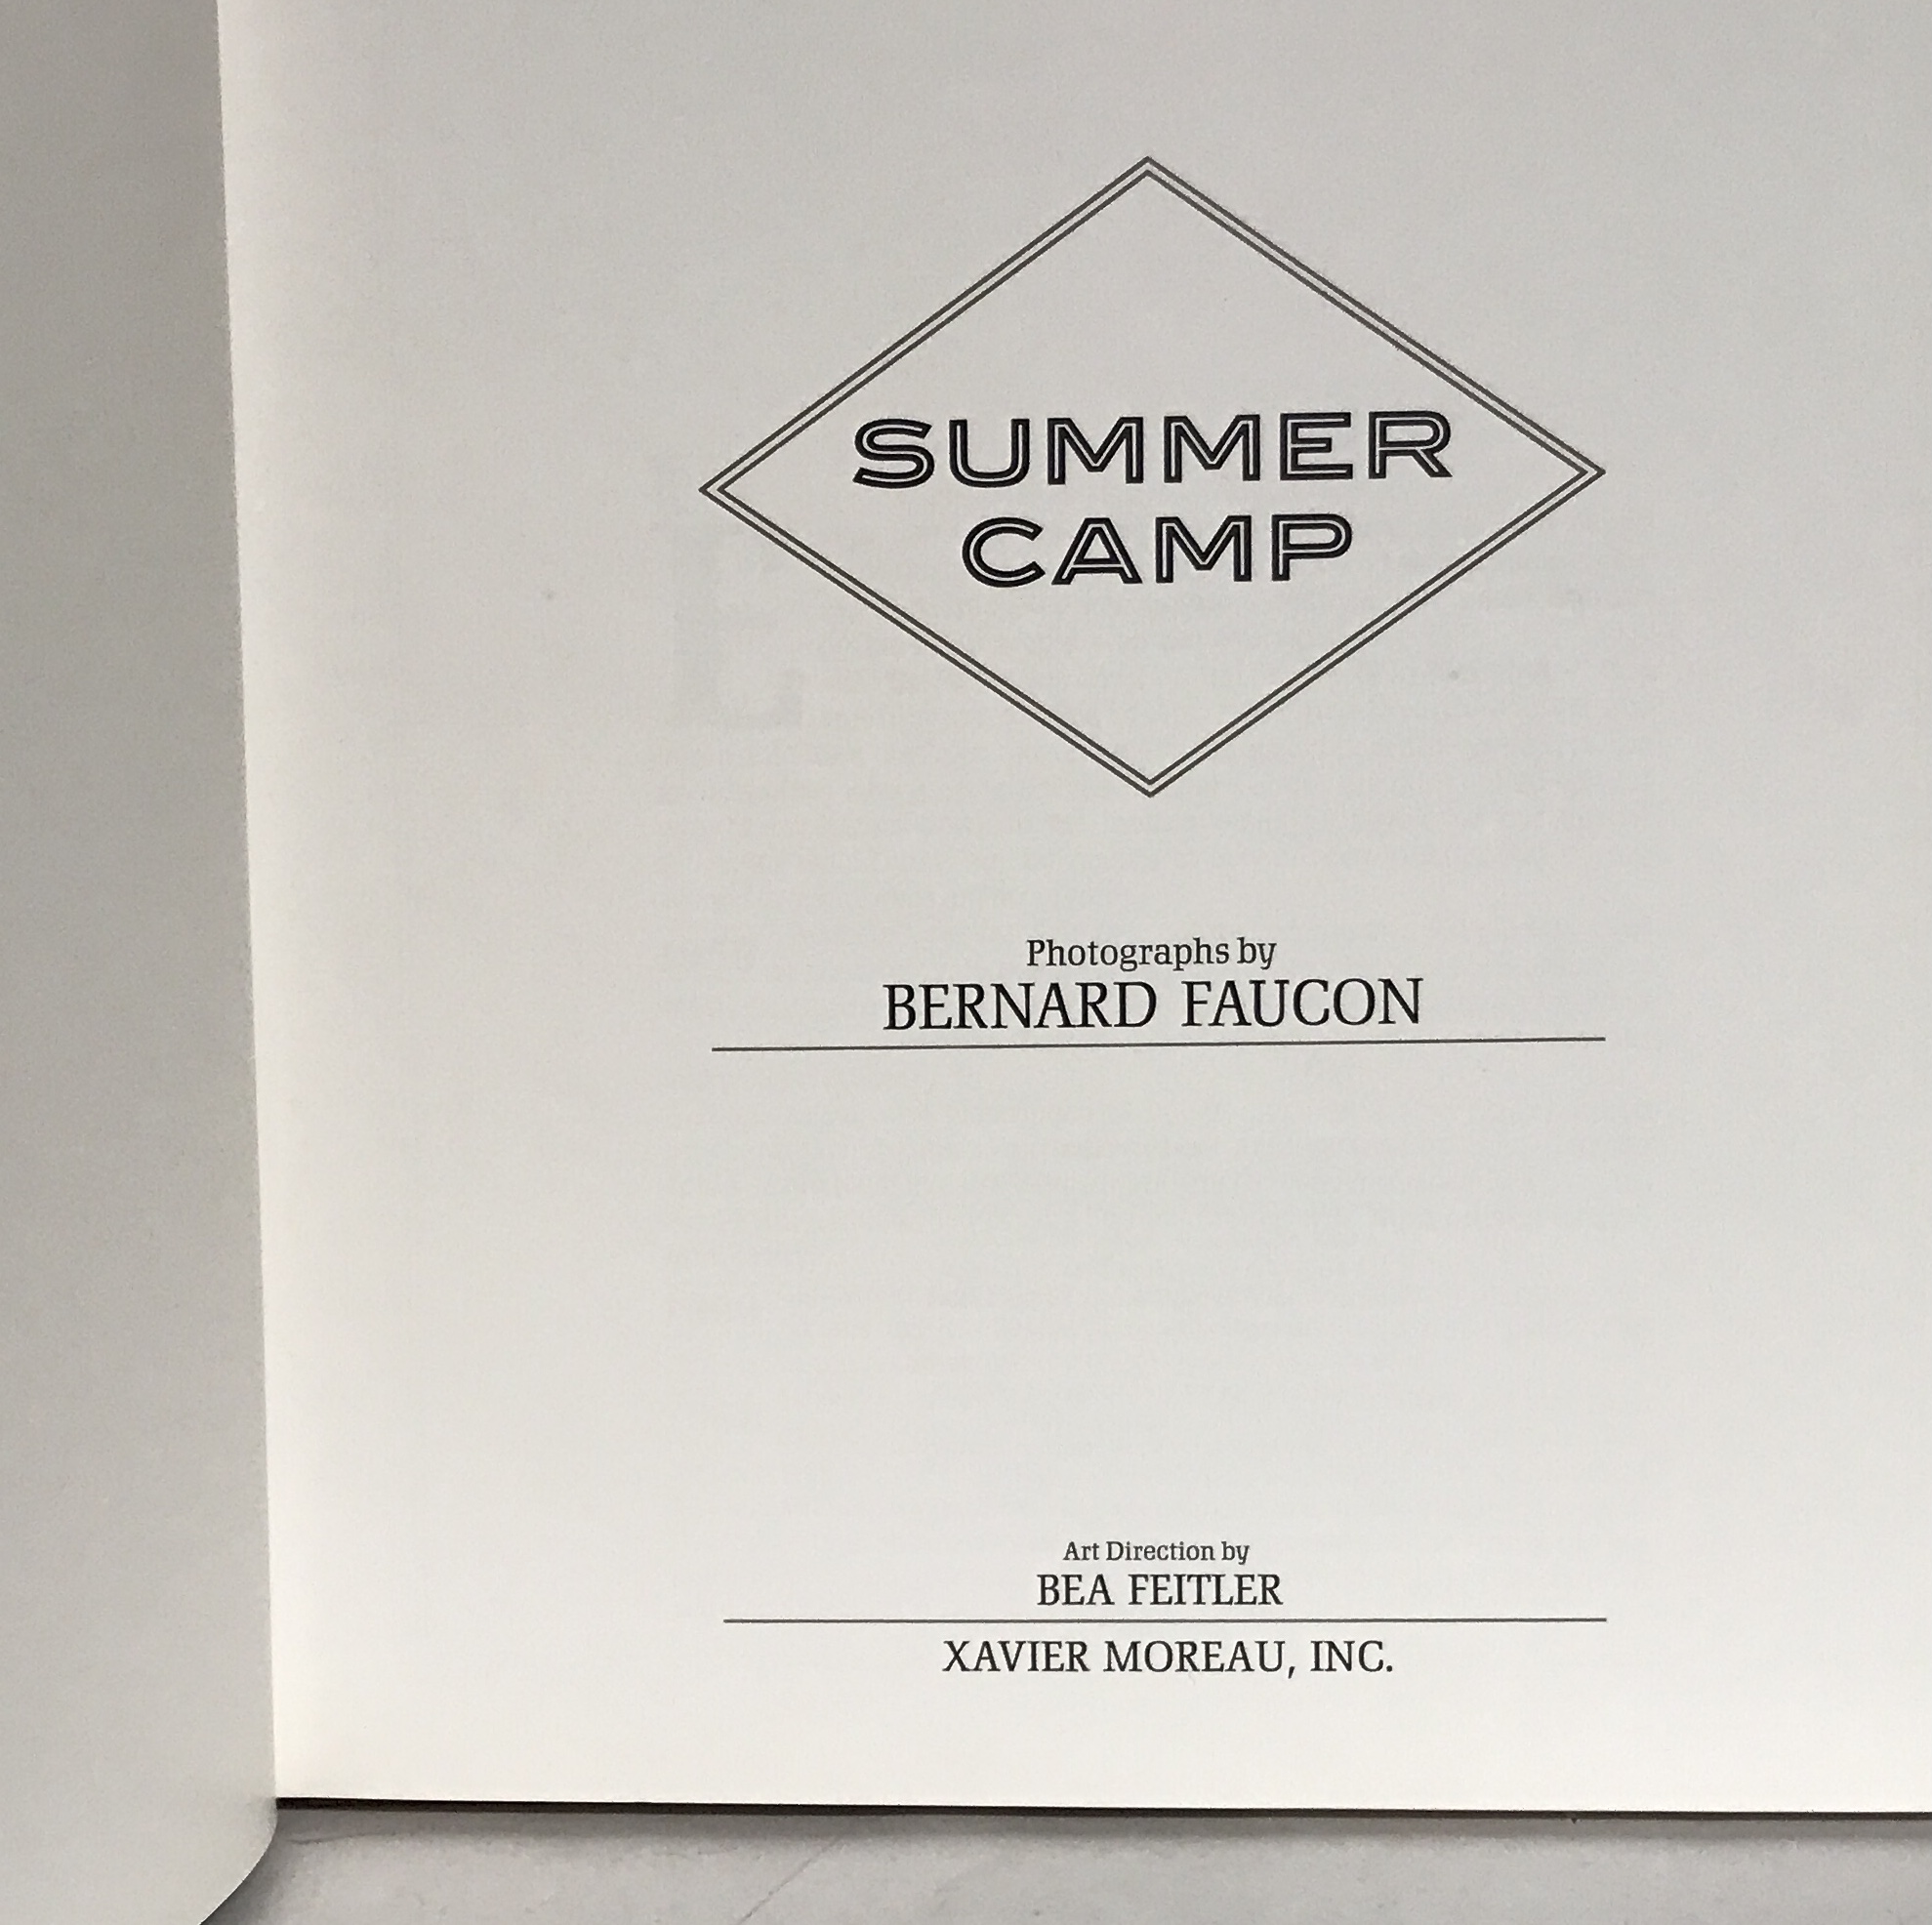 SUMMER
CAMP
Photographs by
BERNARD FAUCON
Art Direction by
BEA FEITLER
XAVIER MOREAU, INC.